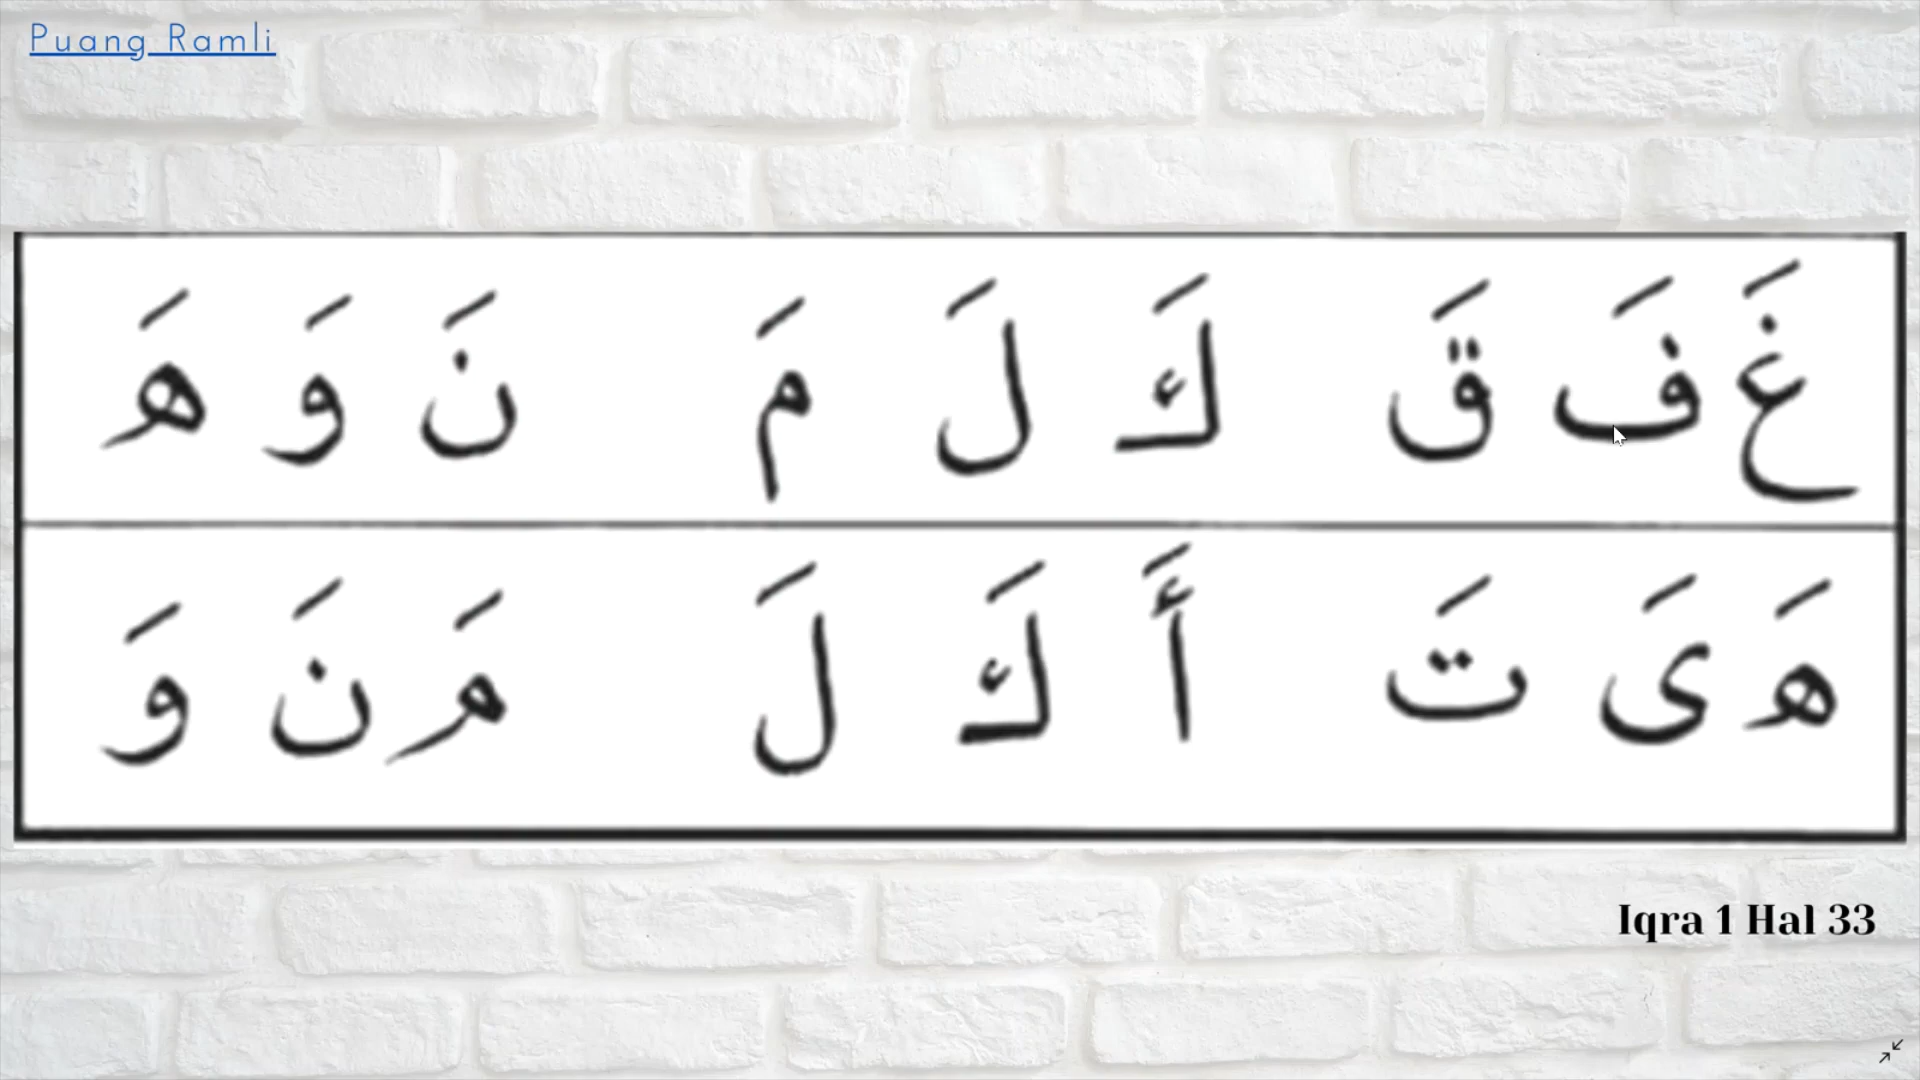 Puang Ramli
غَ فَ قَ كَ لَ مَ نَ وَ هَ
هَ ىَ تَ أَ كَ لَ مَ نَ وَ
Iqra 1 Hal 33